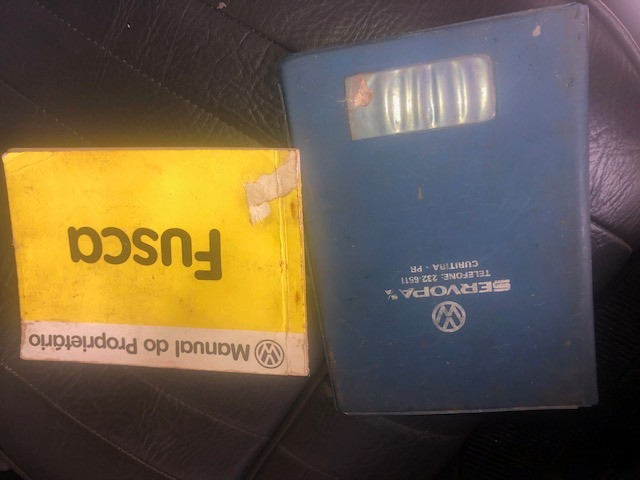 Manual do Proprietário
Fusca
SERVOPA S/A
TELEFONE: 232-6511
CURITIBA - PR